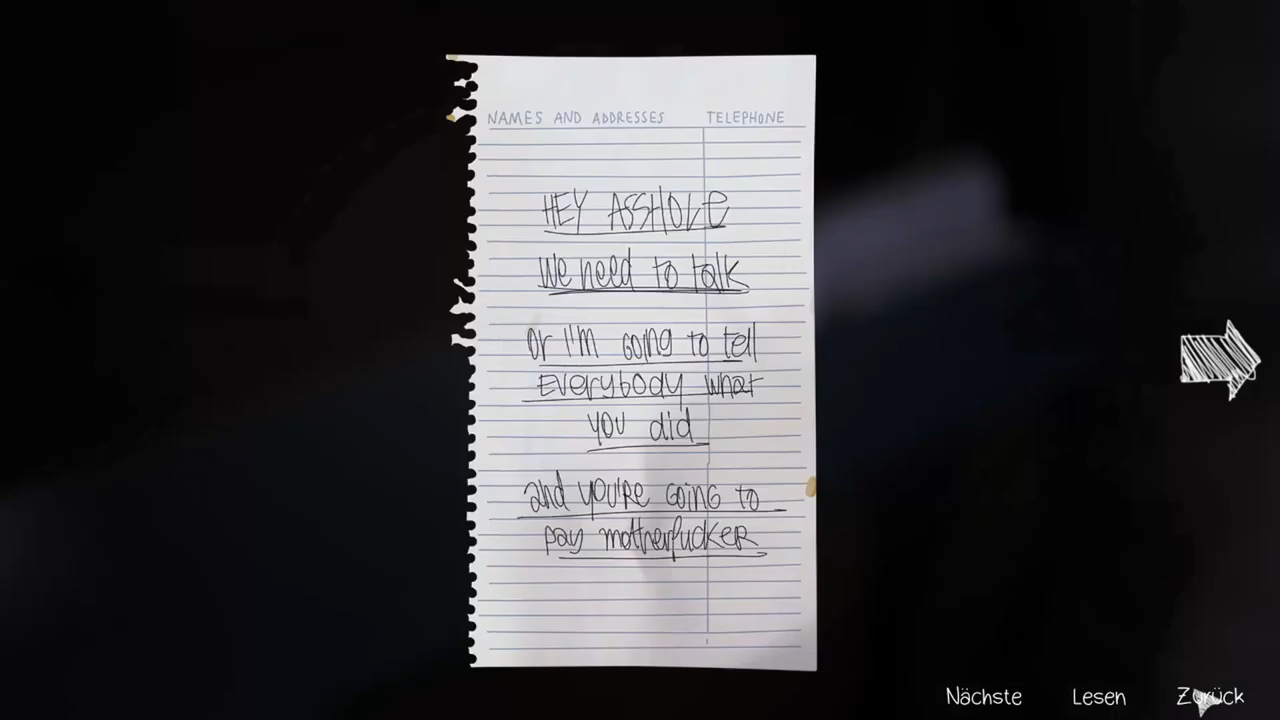 NAMES AND ADDRESSES TELEPHONE
HEY ASSHOLE
We need to talk
Or I'm going to tell
Everybody what
you did
and you're going to
pay motherfucker
Nächste Lesen Zurück